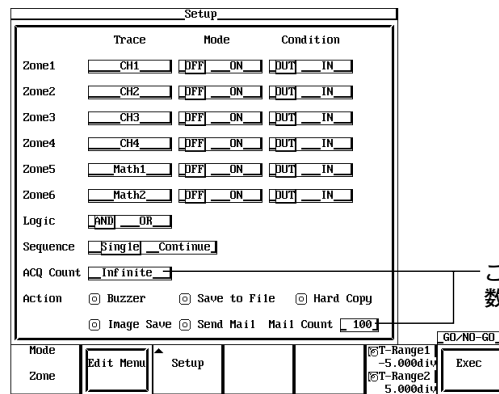 Setup
Trace Mode Condition
Zone1 CH1 OFF ON OUT IN
Zone2 CH2 OFF ON OUT IN
Zone3 CH3 OFF ON OUT IN
Zone4 CH4 OFF ON OUT IN
Zone5 Math1 OFF ON OUT IN
Zone6 Math2 OFF ON OUT IN
Logic AND OR
Sequence Single Continue
ACQ Count Infinite
こ
数
Action Buzzer Save to File Hard Copy
Image Save Send Mail Mail Count 100
GO/NO-GO
Mode
Zone
Edit Menu
Setup
T-Range1
-5.000div
T-Range2
5.000div
Exec